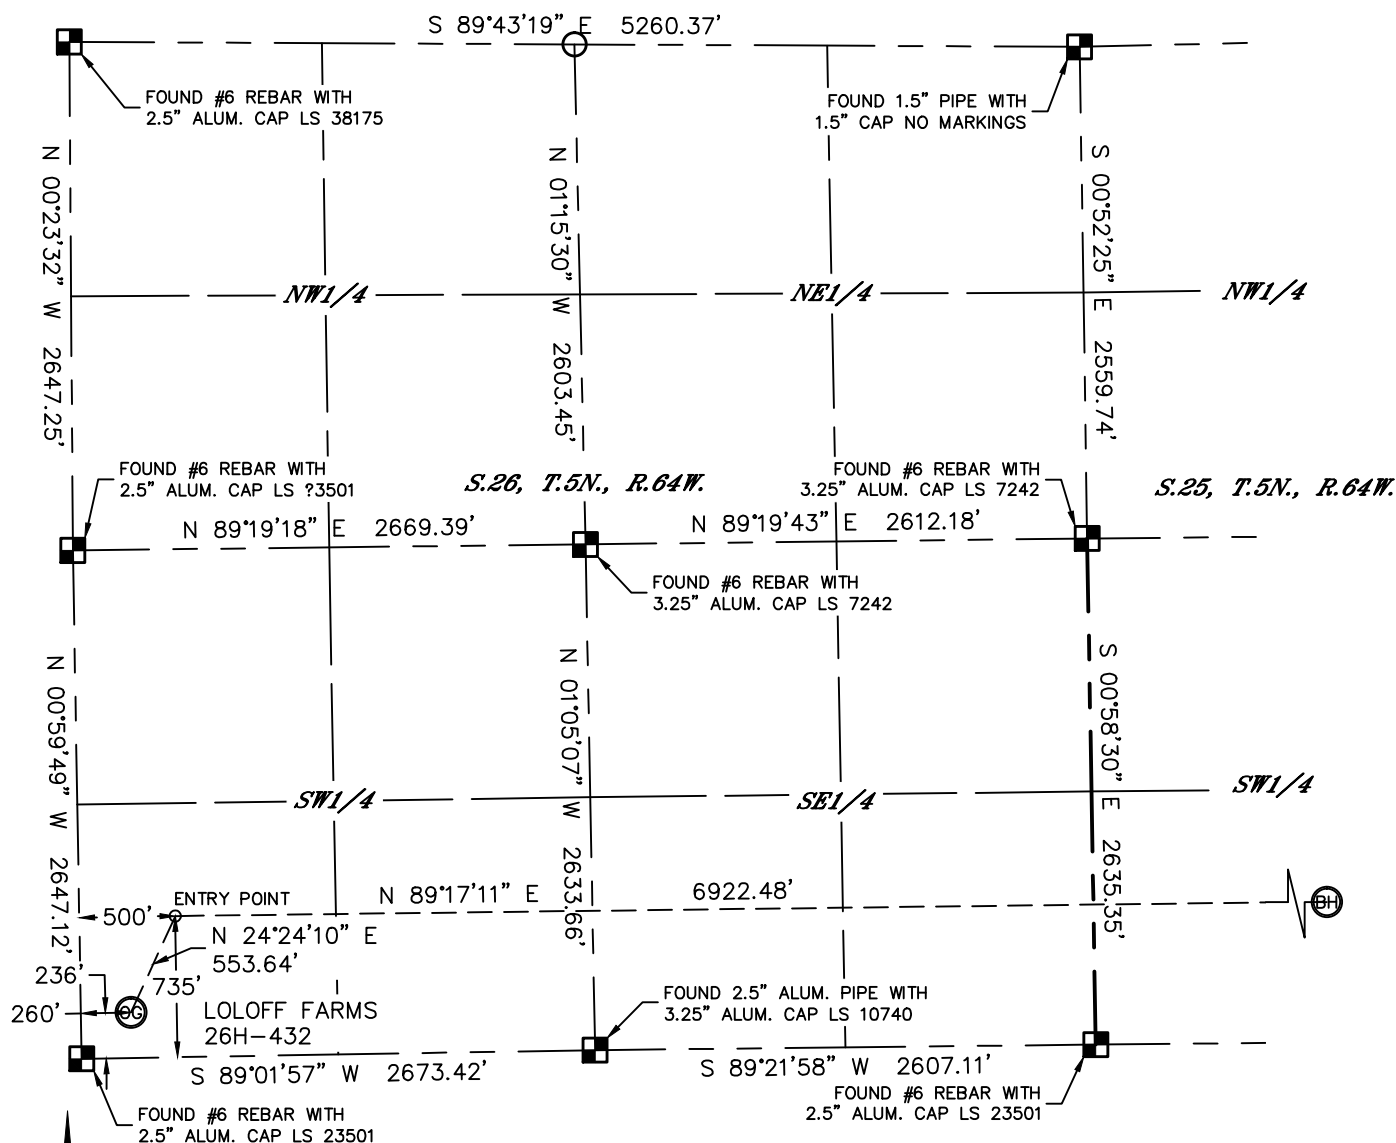 S 89°43'19" E 5260.37'
FOUND #6 REBAR WITH
2.5" ALUM. CAP LS 38175
FOUND 1.5" PIPE WITH
1.5" CAP NO MARKINGS
N 00°23'32" W 2647.25'
N 01°15'30" W 2603.45'
S 00°52'25" E 2559.74'
NW1/4
NE1/4
NW1/4
FOUND #6 REBAR WITH
2.5" ALUM. CAP LS ?3501
S.26, T.5N., R.64W.
FOUND #6 REBAR WITH
3.25" ALUM. CAP LS 7242
S.25, T.5N., R.64W.
N 89°19'18" E 2669.39'
N 89°19'43" E 2612.18'
FOUND #6 REBAR WITH
3.25" ALUM. CAP LS 7242
N 00°59'49" W 2647.12'
N 01°05'07" W 2633.66'
S 00°58'30" E 2635.35'
SW1/4
SE1/4
SW1/4
ENTRY POINT
N 89°17'11" E 6922.48'
BH
500'
N 24°24'10" E
553.64'
735'
236'
260'
OG
LOLOFF FARMS
26H-432
FOUND 2.5" ALUM. PIPE WITH
3.25" ALUM. CAP LS 10740
S 89°01'57" W 2673.42'
S 89°21'58" W 2607.11'
FOUND #6 REBAR WITH
2.5" ALUM. CAP LS 23501
FOUND #6 REBAR WITH
2.5" ALUM. CAP LS 23501